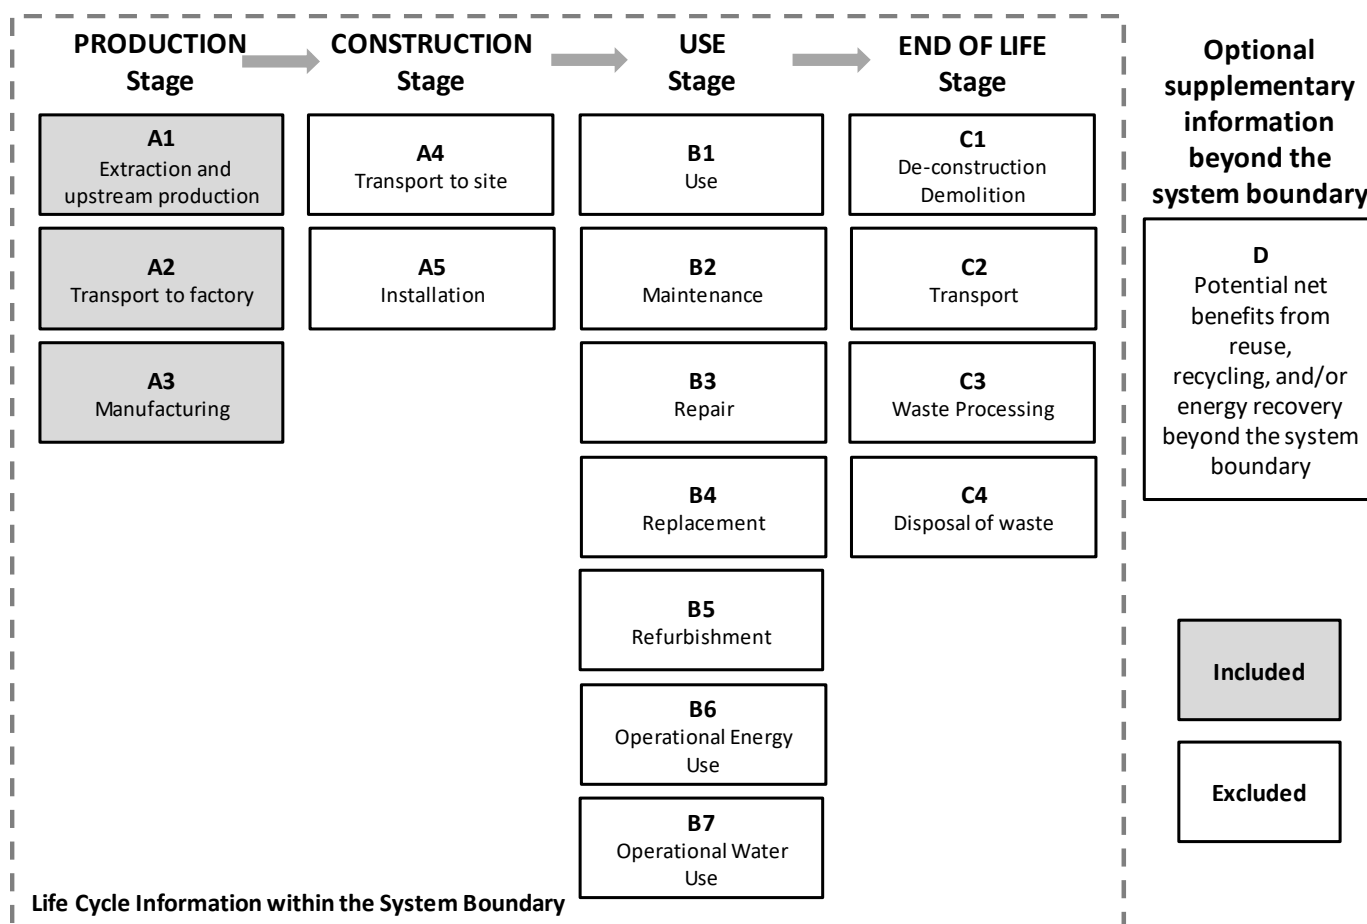 PRODUCTION
Stage
CONSTRUCTION
Stage
USE
Stage
END OF LIFE
Stage
A1
Extraction and
upstream production
A2
Transport to factory
A3
Manufacturing
A4
Transport to site
A5
Installation
B1
Use
B2
Maintenance
B3
Repair
B4
Replacement
B5
Refurbishment
B6
Operational Energy
Use
B7
Operational Water
Use
C1
De-construction
Demolition
C2
Transport
C3
Waste Processing
C4
Disposal of waste
Life Cycle Information within the System Boundary
Optional
supplementary
information
beyond the
system boundary
D
Potential net
benefits from
reuse,
recycling, and/or
energy recovery
beyond the system
boundary
Included
Excluded